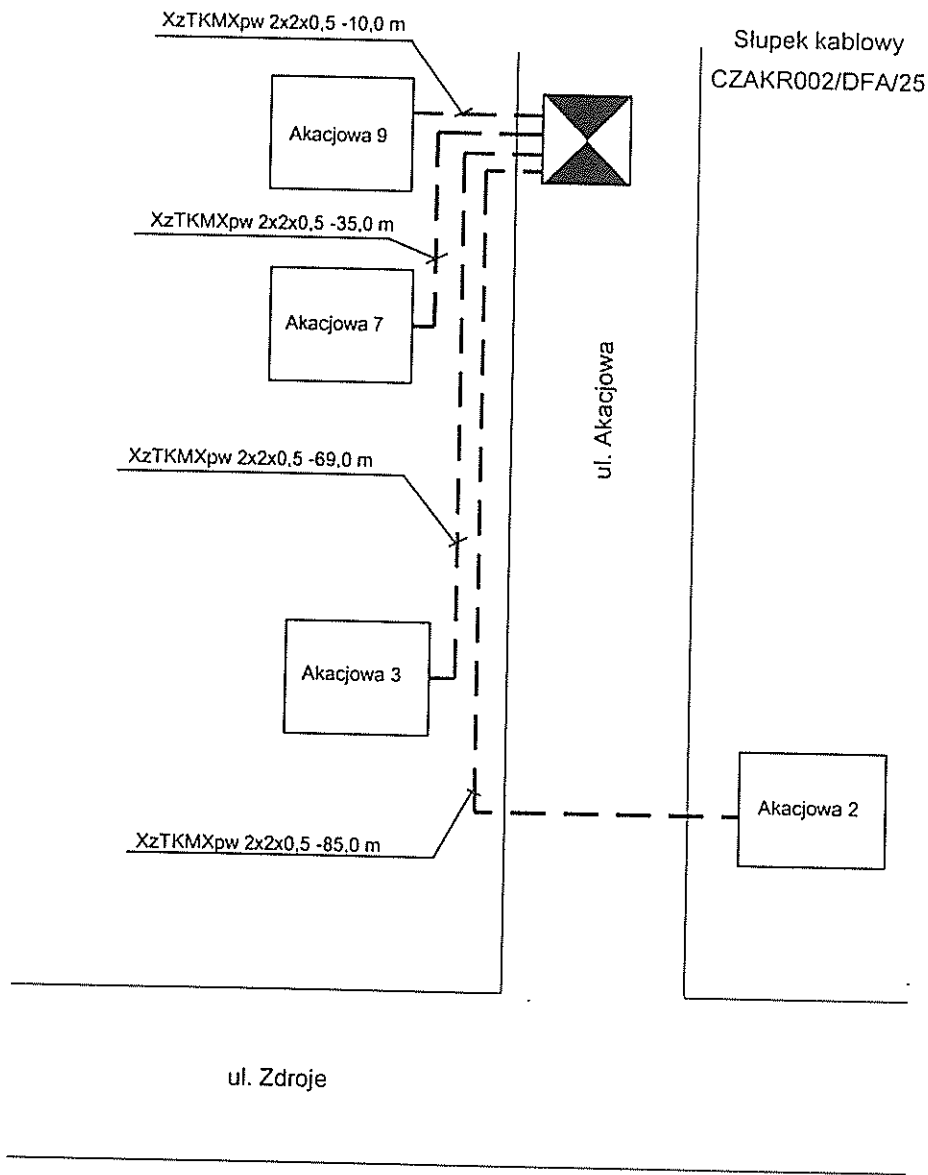 XzTKMXpw 2x2x0,5 -10,0 m
Słupek kablowy
CZAKR002/DFA/25
Akacjowa 9
XzTKMXpw 2x2x0,5 -35,0 m
Akacjowa 7
ul. Akacjowa
XzTKMXpw 2x2x0,5 -69,0 m
Akacjowa 3
Akacjowa 2
XzTKMXpw 2x2x0,5 -85,0 m
ul. Zdroje